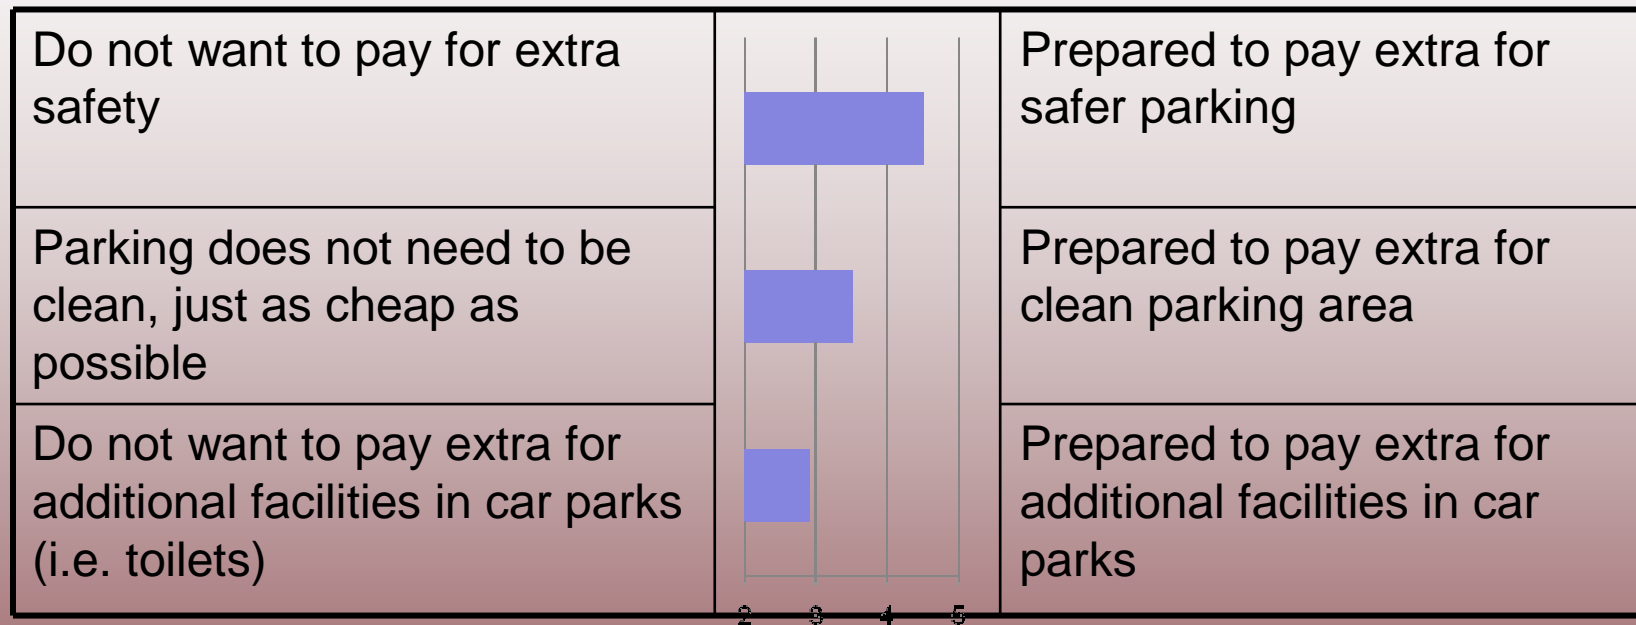 Do not want to pay for extra
safety
Prepared to pay extra for
safer parking
Parking does not need to be
clean, just as cheap as
possible
Prepared to pay extra for
clean parking area
Do not want to pay extra for
additional facilities in car parks
(i.e. toilets)
Prepared to pay extra for
additional facilities in car
parks
2 3 4 5